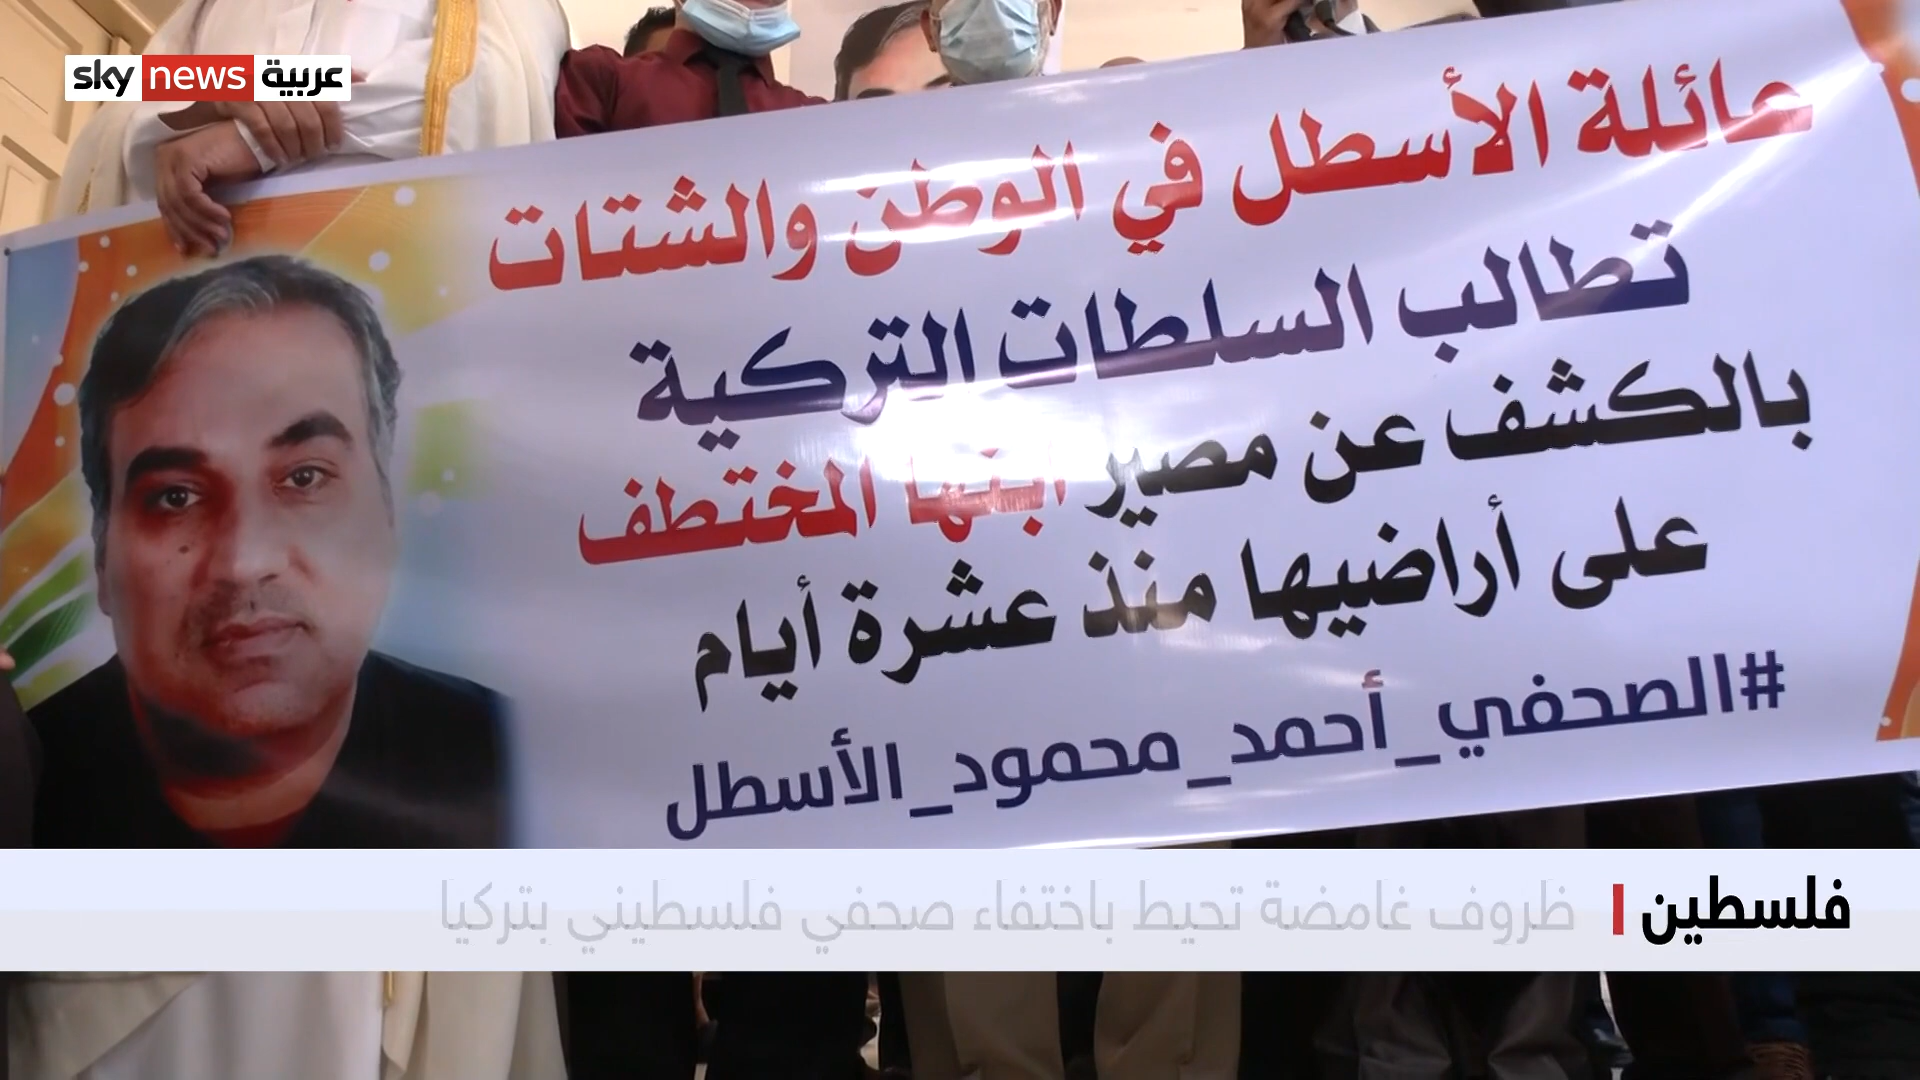 sky news عربية
عائلة الأسطل في الوطن والشتات
تطالب السلطات التركية
بالكشف عن مصير ابنها المختطف
على أراضيها منذ عشرة أيام
#الصحفي_أحمد_محمود_الأسطل
فلسطين | ظروف غامضة تحيط باختفاء صحفي فلسطيني بتركيا